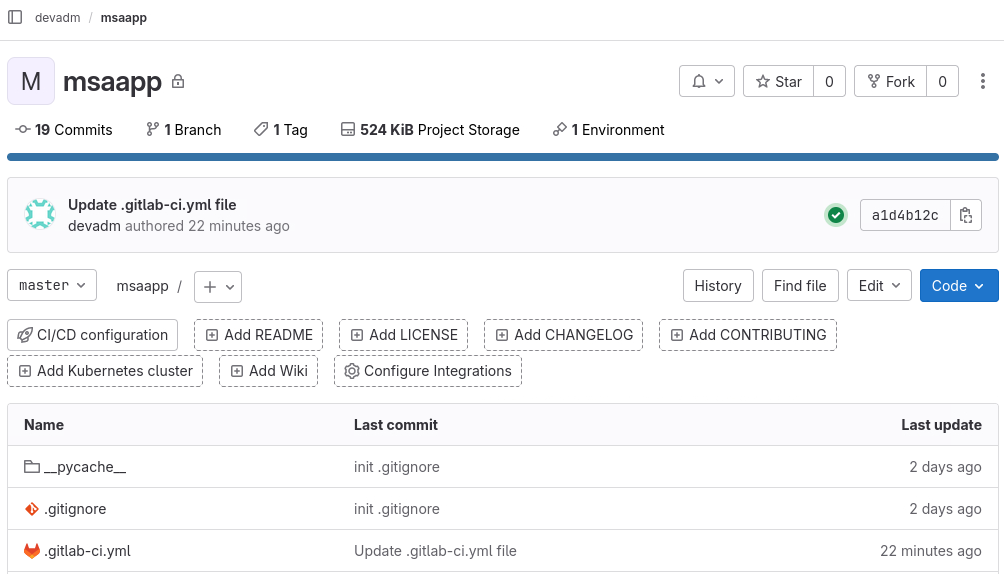 devadm / msaapp
M msaapp
Star 0 Fork 0
19 Commits 1 Branch 1 Tag 524 KiB Project Storage 1 Environment
Update .gitlab-ci.yml file
devadm authored 22 minutes ago
a1d4b12c
master msaapp / +
History Find file Edit Code
CI/CD configuration Add README Add LICENSE Add CHANGELOG Add CONTRIBUTING
Add Kubernetes cluster Add Wiki Configure Integrations
Name Last commit Last update
__pycache__ init .gitignore 2 days ago
.gitignore init .gitignore 2 days ago
.gitlab-ci.yml Update .gitlab-ci.yml file 22 minutes ago